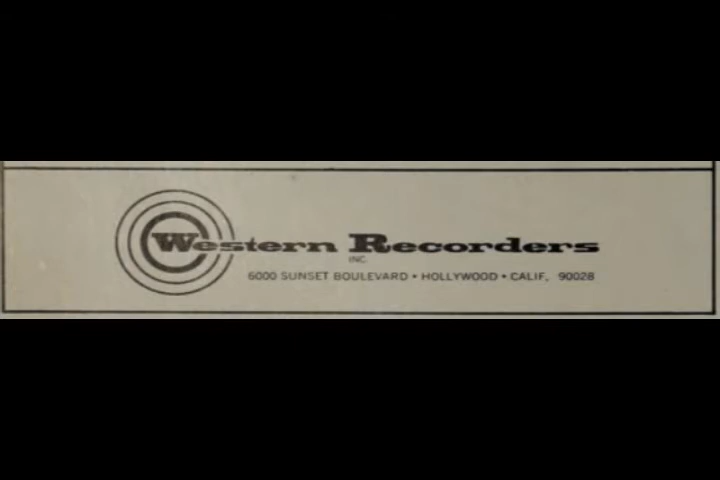 Western Recorders
INC.
6000 SUNSET BOULEVARD • HOLLYWOOD • CALIF. 90028